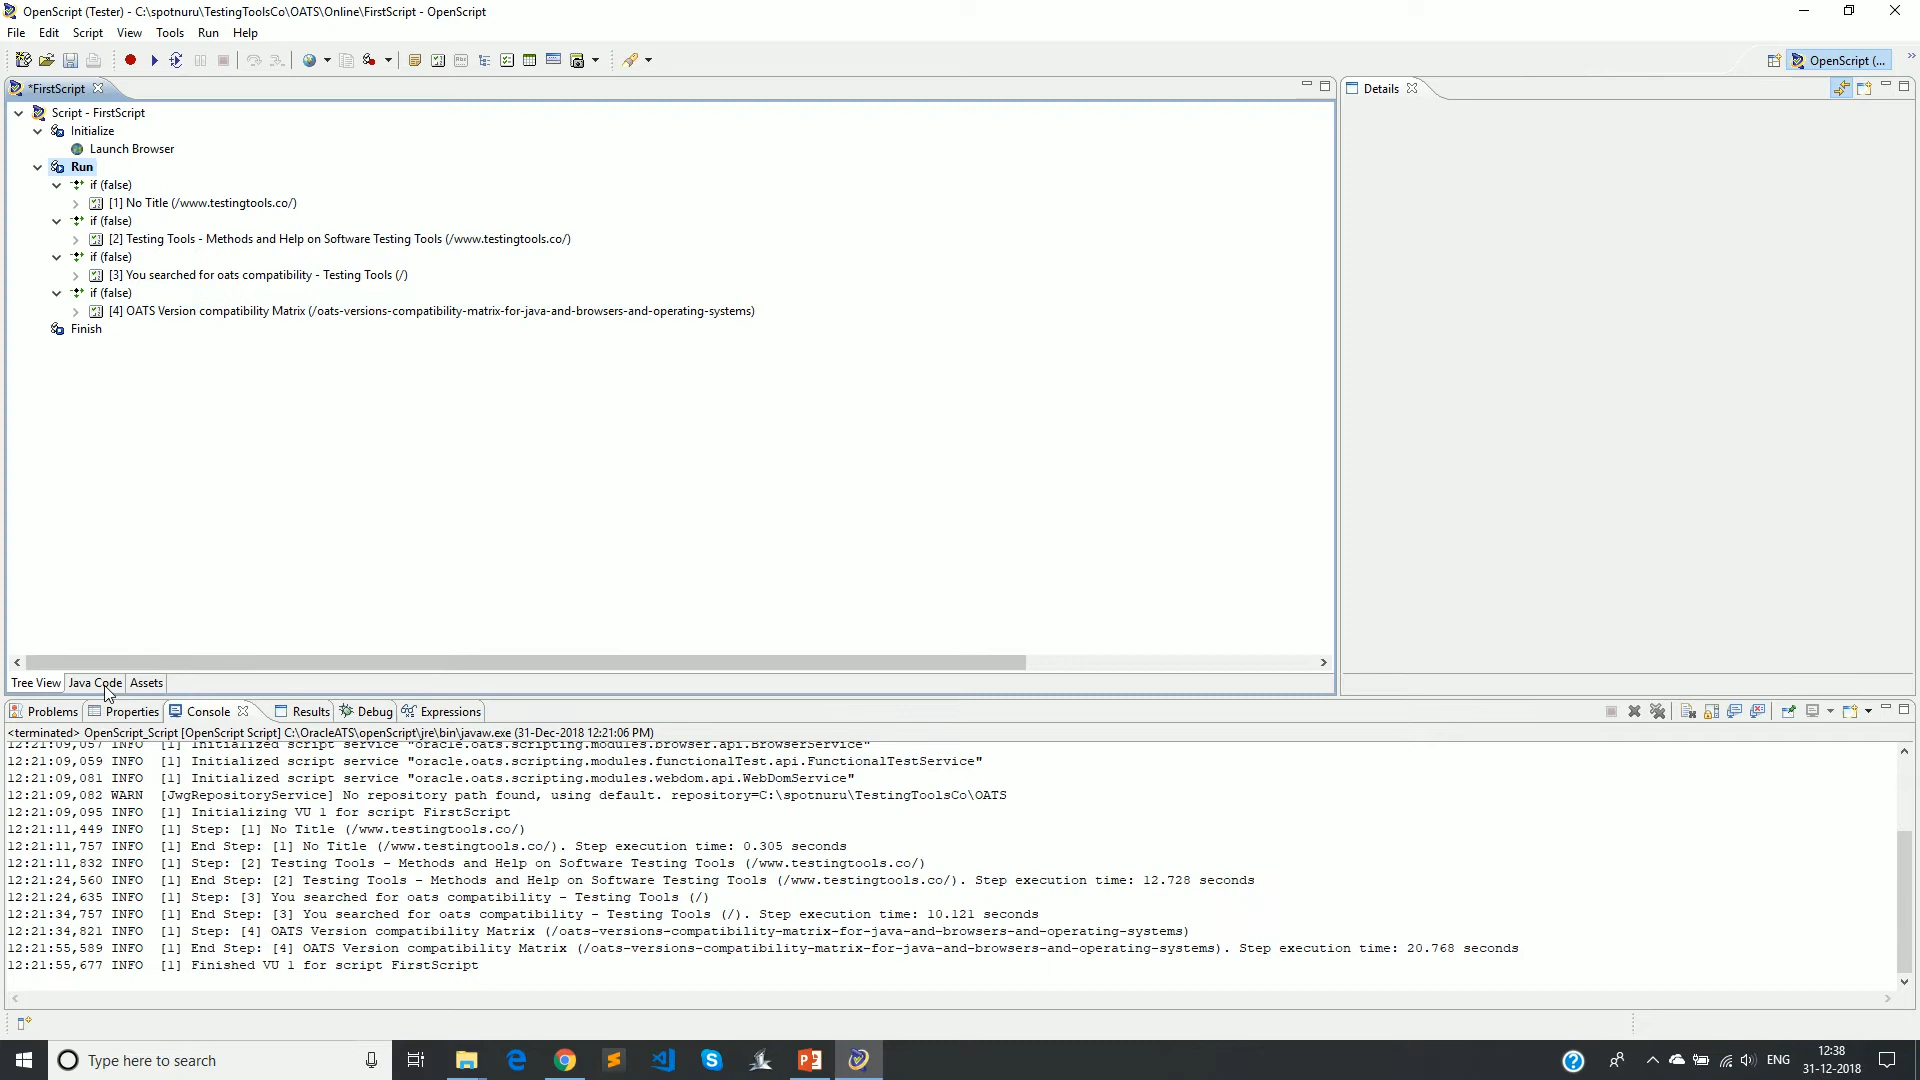 OpenScript (Tester) - C:\spotnuru\TestingToolsCo\OATS\Online\FirstScript - OpenScript
File Edit Script View Tools Run Help
OpenScript (...
*FirstScript
Details
Script - FirstScript
Initialize
Launch Browser
Run
if (false)
[1] No Title (/www.testingtools.co/)
if (false)
[2] Testing Tools - Methods and Help on Software Testing Tools (/www.testingtools.co/)
if (false)
[3] You searched for oats compatibility - Testing Tools (/)
if (false)
[4] OATS Version compatibility Matrix (/oats-versions-compatibility-matrix-for-java-and-browsers-and-operating-systems)
Finish
Tree View Java Code Assets
Problems Properties Console Results Debug Expressions
<terminated> OpenScript_Script [OpenScript Script] C:\OracleATS\openScript\jre\bin\javaw.exe (31-Dec-2018 12:21:06 PM)
12:21:09,057 INFO [1] Initialized script service "oracle.oats.scripting.modules.browser.api.BrowserService"
12:21:09,059 INFO [1] Initialized script service "oracle.oats.scripting.modules.functionalTest.api.FunctionalTestService"
12:21:09,081 INFO [1] Initialized script service "oracle.oats.scripting.modules.webdom.api.WebDomService"
12:21:09,082 WARN [JwgRepositoryService] No repository path found, using default. repository=C:\spotnuru\TestingToolsCo\OATS
12:21:09,095 INFO [1] Initializing VU 1 for script FirstScript
12:21:11,449 INFO [1] Step: [1] No Title (/www.testingtools.co/)
12:21:11,757 INFO [1] End Step: [1] No Title (/www.testingtools.co/). Step execution time: 0.305 seconds
12:21:11,832 INFO [1] Step: [2] Testing Tools - Methods and Help on Software Testing Tools (/www.testingtools.co/)
12:21:24,560 INFO [1] End Step: [2] Testing Tools - Methods and Help on Software Testing Tools (/www.testingtools.co/). Step execution time: 12.728 seconds
12:21:24,635 INFO [1] Step: [3] You searched for oats compatibility - Testing Tools (/)
12:21:34,757 INFO [1] End Step: [3] You searched for oats compatibility - Testing Tools (/). Step execution time: 10.121 seconds
12:21:34,821 INFO [1] Step: [4] OATS Version compatibility Matrix (/oats-versions-compatibility-matrix-for-java-and-browsers-and-operating-systems)
12:21:55,589 INFO [1] End Step: [4] OATS Version compatibility Matrix (/oats-versions-compatibility-matrix-for-java-and-browsers-and-operating-systems). Step execution time: 20.768 seconds
12:21:55,677 INFO [1] Finished VU 1 for script FirstScript
Type here to search
ENG
12:38
31-12-2018